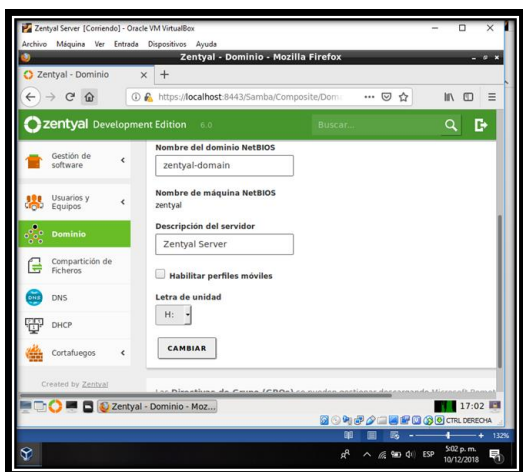 Zentyal Server [Corriendo] - Oracle VM VirtualBox
Archivo Máquina Ver Entrada Dispositivos Ayuda
Zentyal - Dominio - Mozilla Firefox
Zentyal - Dominio
https://localhost:8443/Samba/Composite/Dom
zentyal Development Edition 6.0 Buscar...
Gestión de software
Usuarios y Equipos
Dominio
Compartición de Ficheros
DNS
DHCP
Cortafuegos
Created by Zentyal
Nombre del dominio NetBIOS
zentyal-domain
Nombre de máquina NetBIOS
zentyal
Descripción del servidor
Zentyal Server
Habilitar perfiles móviles
Letra de unidad
H:
CAMBIAR
Zentyal - Dominio - Moz...
17:02
CTRL DERECHA
132%
ESP
5:02 p. m.
10/12/2018